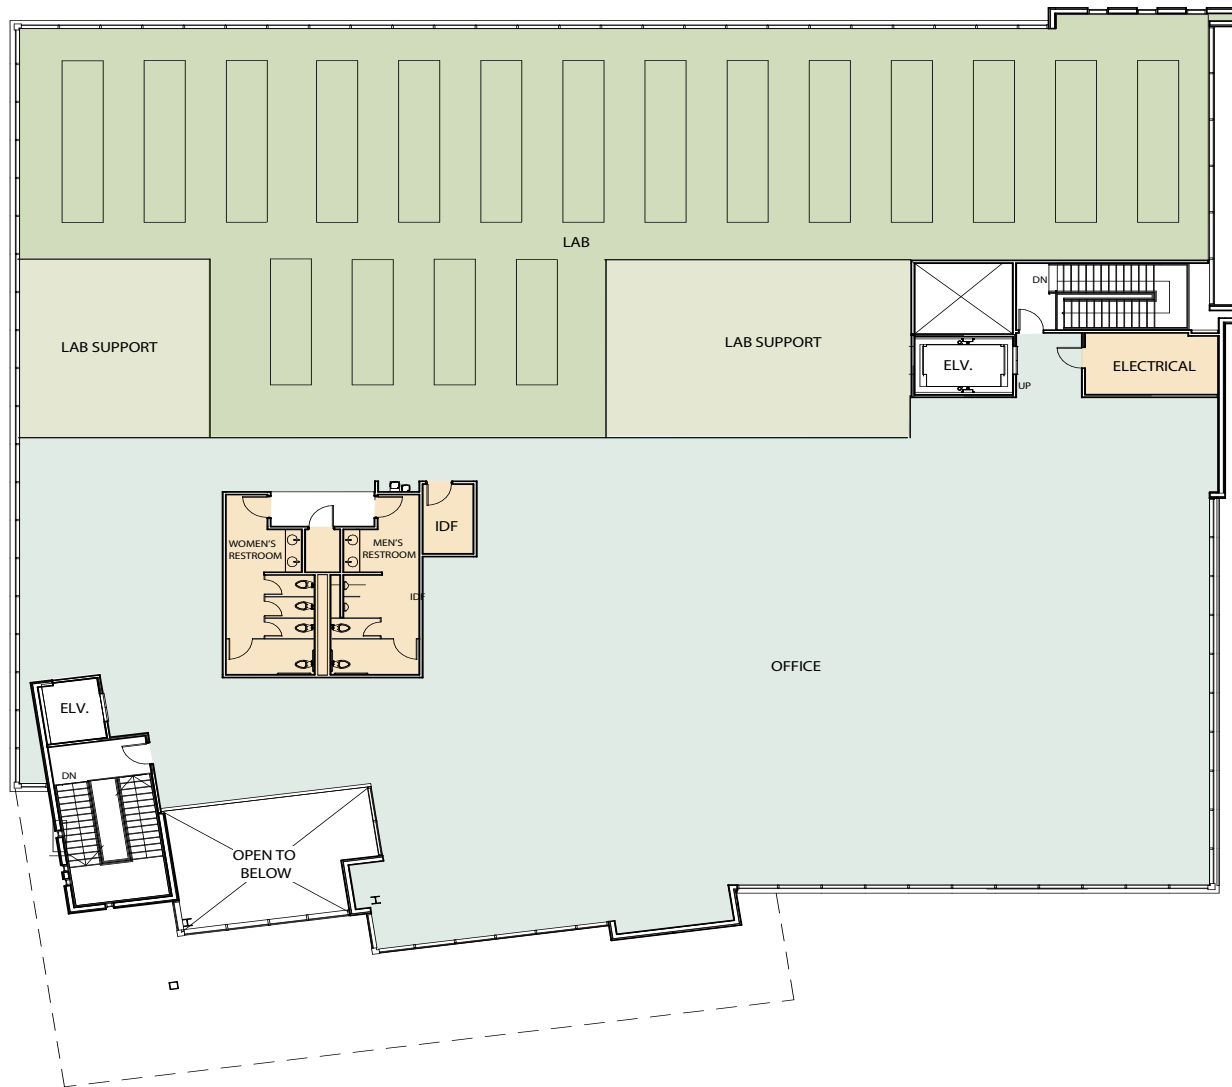 LAB
DN
LAB SUPPORT
LAB SUPPORT
ELV.
ELECTRICAL
UP
IDF
WOMEN'S
RESTROOM
MEN'S
RESTROOM
IDF
OFFICE
ELV.
DN
OPEN TO
BELOW